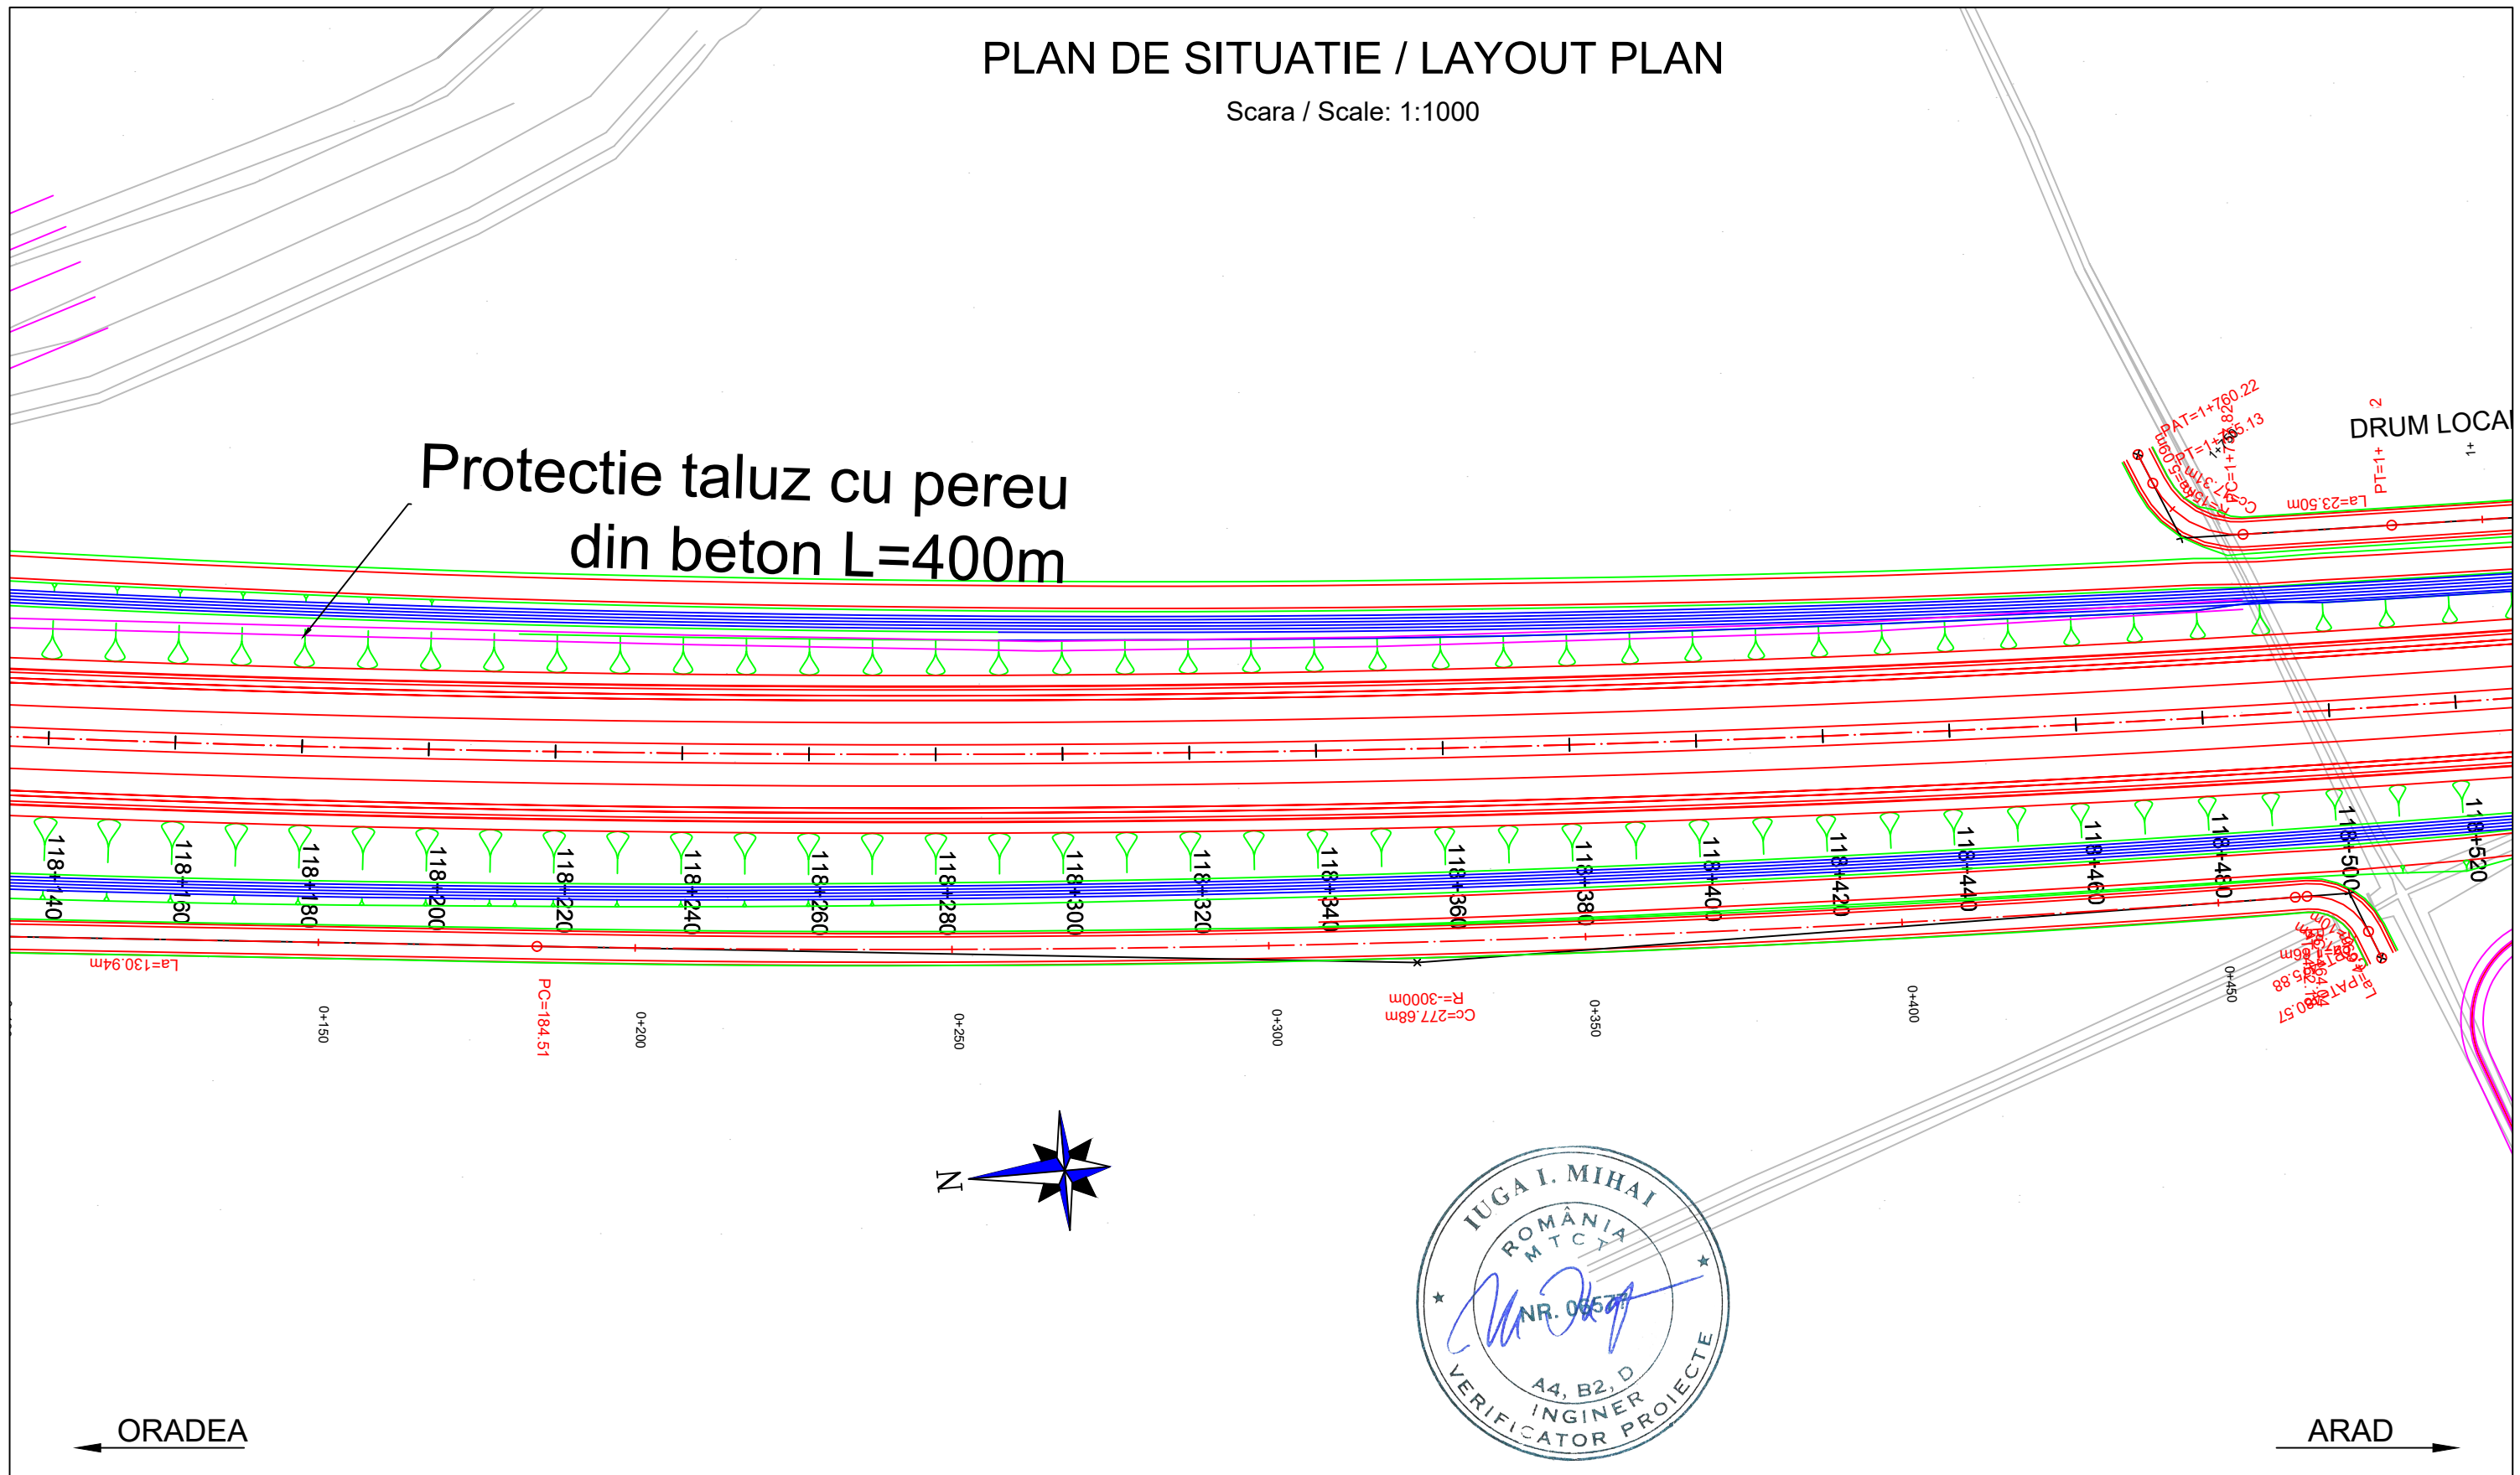 PLAN DE SITUATIE / LAYOUT PLAN
Scara / Scale: 1:1000
Protectie taluz cu pereu
din beton L=400m
PAT=1+760.22
DRUM LOCAL
La=23.50m
118+140
118+160
118+180
118+200
118+220
118+240
118+260
118+280
118+300
118+320
118+340
118+360
118+380
118+400
118+420
118+440
118+460
118+480
118+500
118+520
La=130.94m
PC=184.51
R=-3000m
Cc=277.68m
0+150
0+200
0+250
0+300
0+350
0+400
0+450
N
IUGA I. MIHAI
ROMÂNIA
M T C T
A4, B2, D
INGINER
VERIFICATOR PROIECTE
ORADEA
ARAD